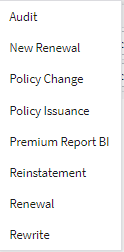 Audit
New Renewal
Policy Change
Policy Issuance
Premium Report BI
Reinstatement
Renewal
Rewrite